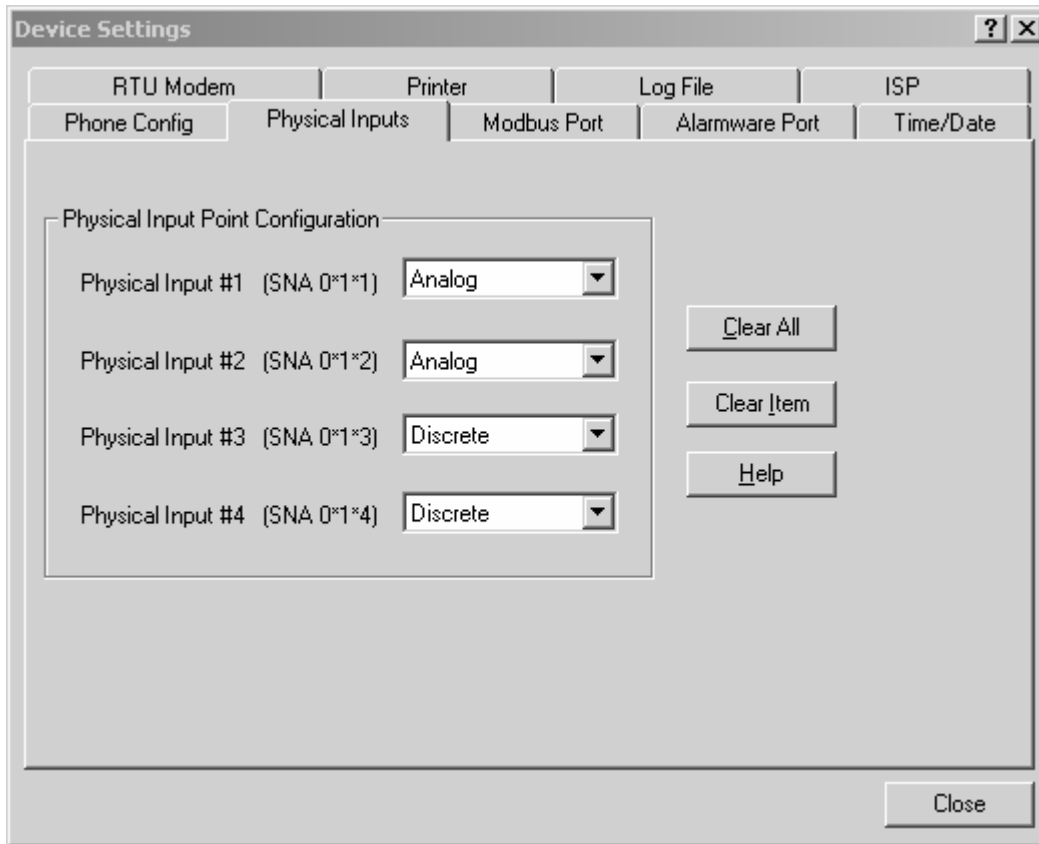 Device Settings
RTU Modem Printer Log File ISP
Phone Config Physical Inputs Modbus Port Alarmware Port Time/Date
Physical Input Point Configuration
Physical Input #1 (SNA 0*1*1) Analog
Clear All
Physical Input #2 (SNA 0*1*2) Analog
Clear Item
Physical Input #3 (SNA 0*1*3) Discrete
Help
Physical Input #4 (SNA 0*1*4) Discrete
Close